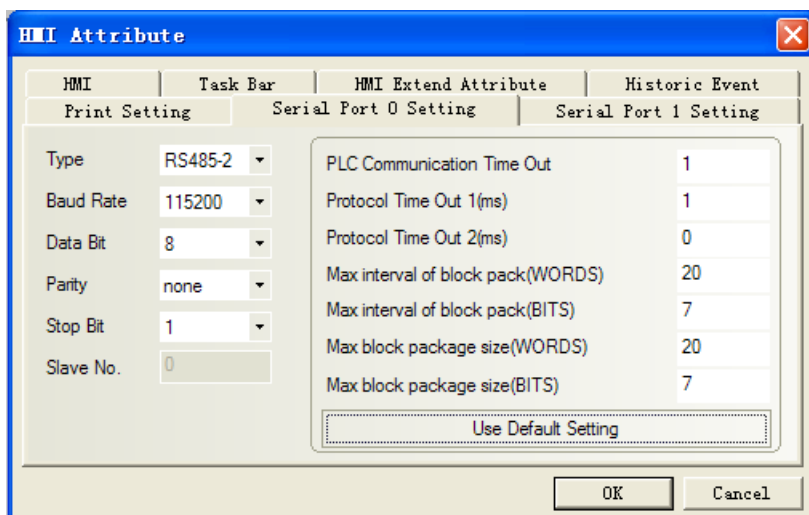 HMI Attribute
HMI Task Bar HMI Extend Attribute Historic Event
Print Setting Serial Port 0 Setting Serial Port 1 Setting
Type RS485-2
Baud Rate 115200
Data Bit 8
Parity none
Stop Bit 1
Slave No. 0
PLC Communication Time Out 1
Protocol Time Out 1(ms) 1
Protocol Time Out 2(ms) 0
Max interval of block pack(WORDS) 20
Max interval of block pack(BITS) 7
Max block package size(WORDS) 20
Max block package size(BITS) 7
Use Default Setting
OK Cancel